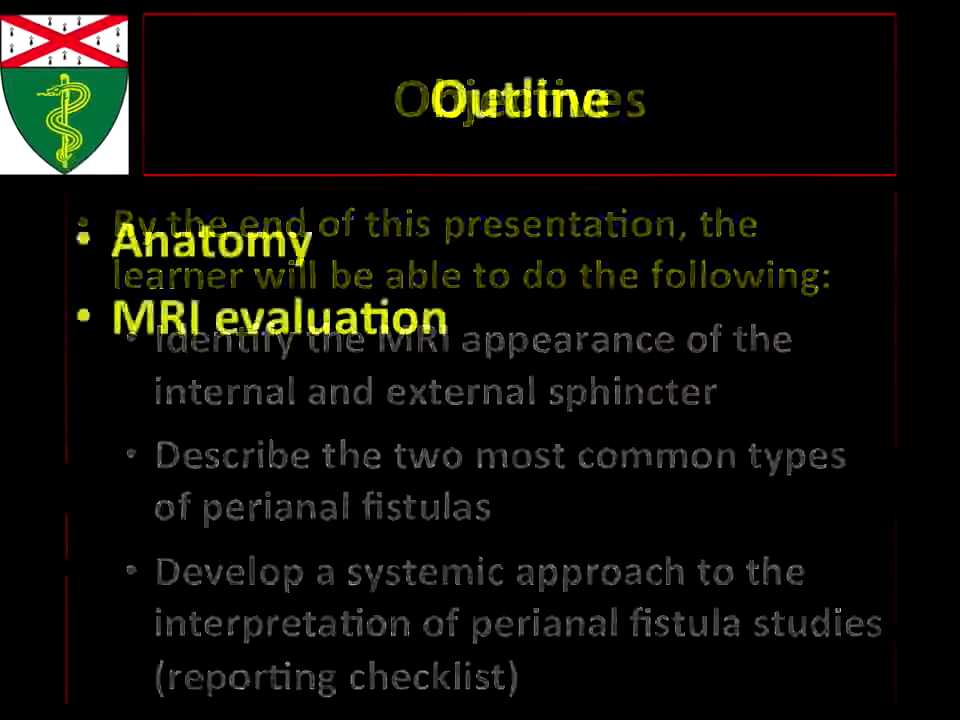 Objectives
Outline
• By the end of this presentation, the
learner will be able to do the following:
• Anatomy
• MRI evaluation
• Identify the MRI appearance of the
internal and external sphincter
• Describe the two most common types
of perianal fistulas
• Develop a systemic approach to the
interpretation of perianal fistula studies
(reporting checklist)